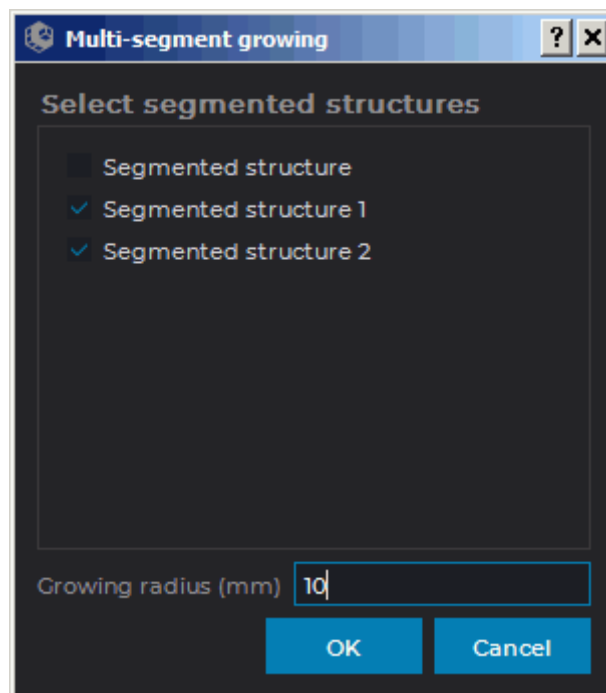 Multi-segment growing
Select segmented structures
Segmented structure
Segmented structure 1
Segmented structure 2
Growing radius (mm) 10
OK Cancel